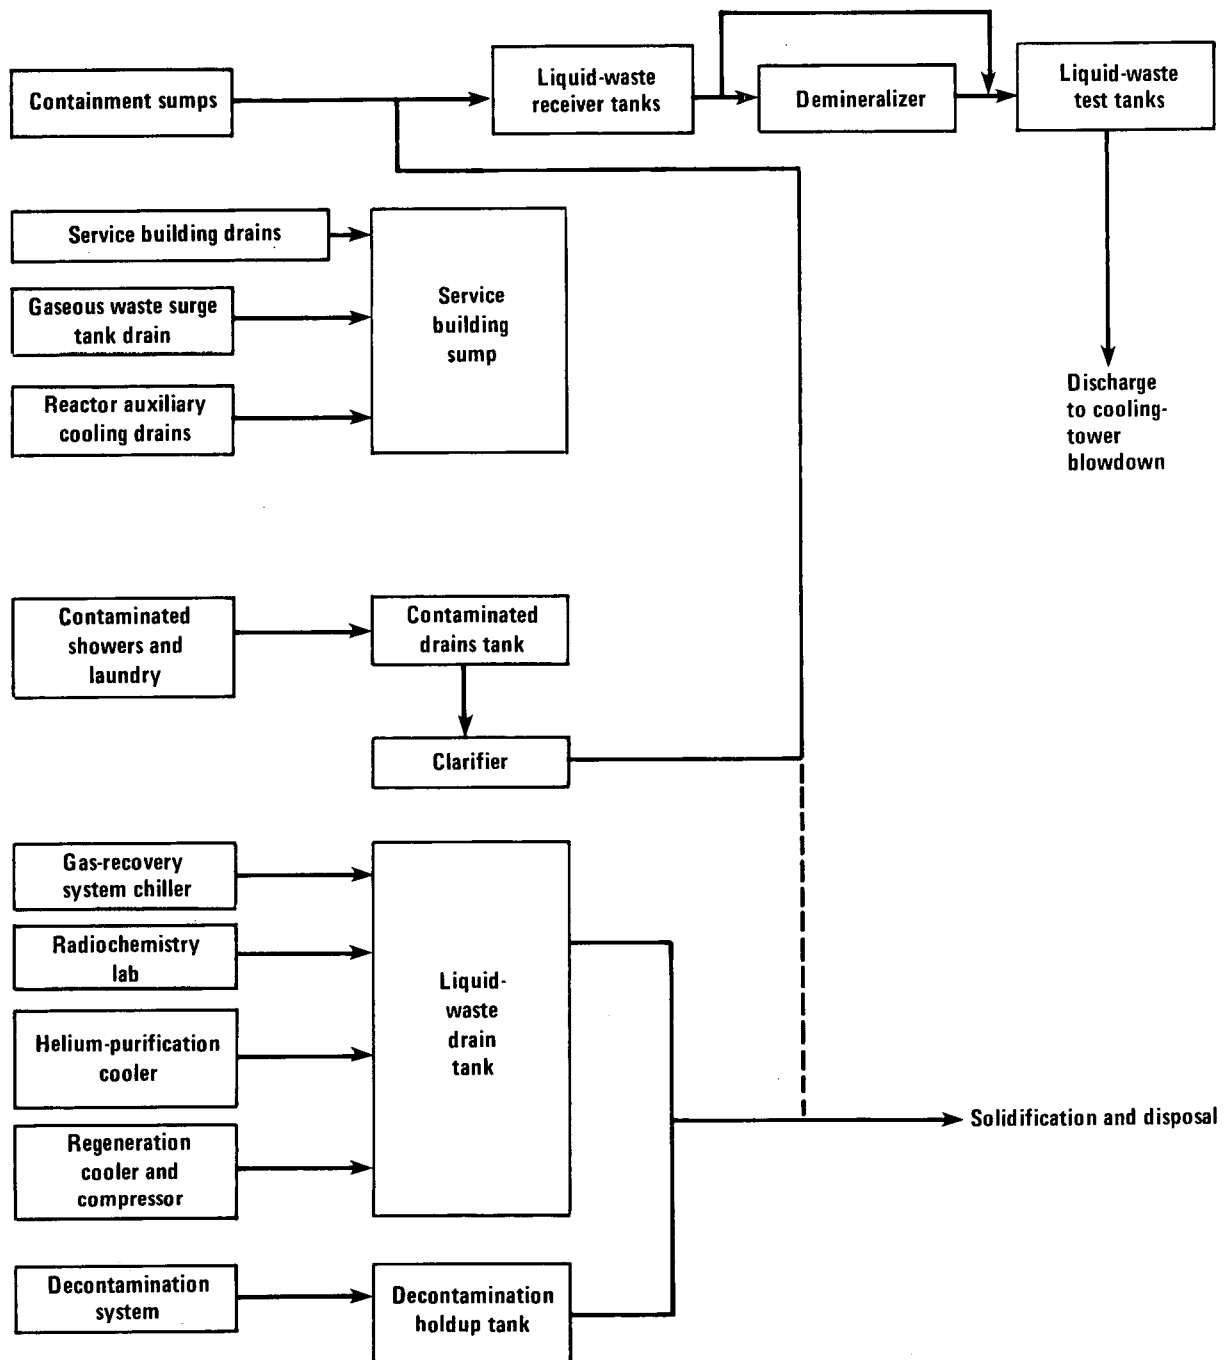 Containment sumps
Liquid-waste
receiver tanks
Demineralizer
Liquid-waste
test tanks
Service building drains
Gaseous waste surge
tank drain
Reactor auxiliary
cooling drains
Service
building
sump
Discharge
to cooling-
tower
blowdown
Contaminated
showers and
laundry
Contaminated
drains tank
Clarifier
Gas-recovery
system chiller
Radiochemistry
lab
Helium-purification
cooler
Regeneration
cooler and
compressor
Liquid-
waste
drain
tank
Solidification and disposal
Decontamination
system
Decontamination
holdup tank